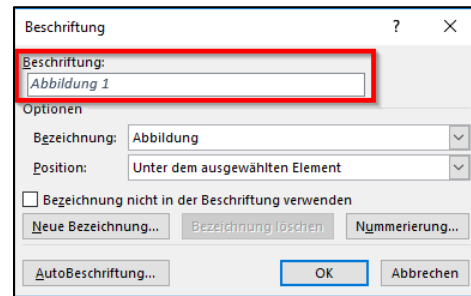 Beschriftung ? ×
Beschriftung:
Abbildung 1
Optionen
Bezeichnung: Abbildung
Position: Unter dem ausgewählten Element
Bezeichnung nicht in der Beschriftung verwenden
Neue Bezeichnung... Bezeichnung löschen Nummerierung...
AutoBeschriftung... OK Abbrechen